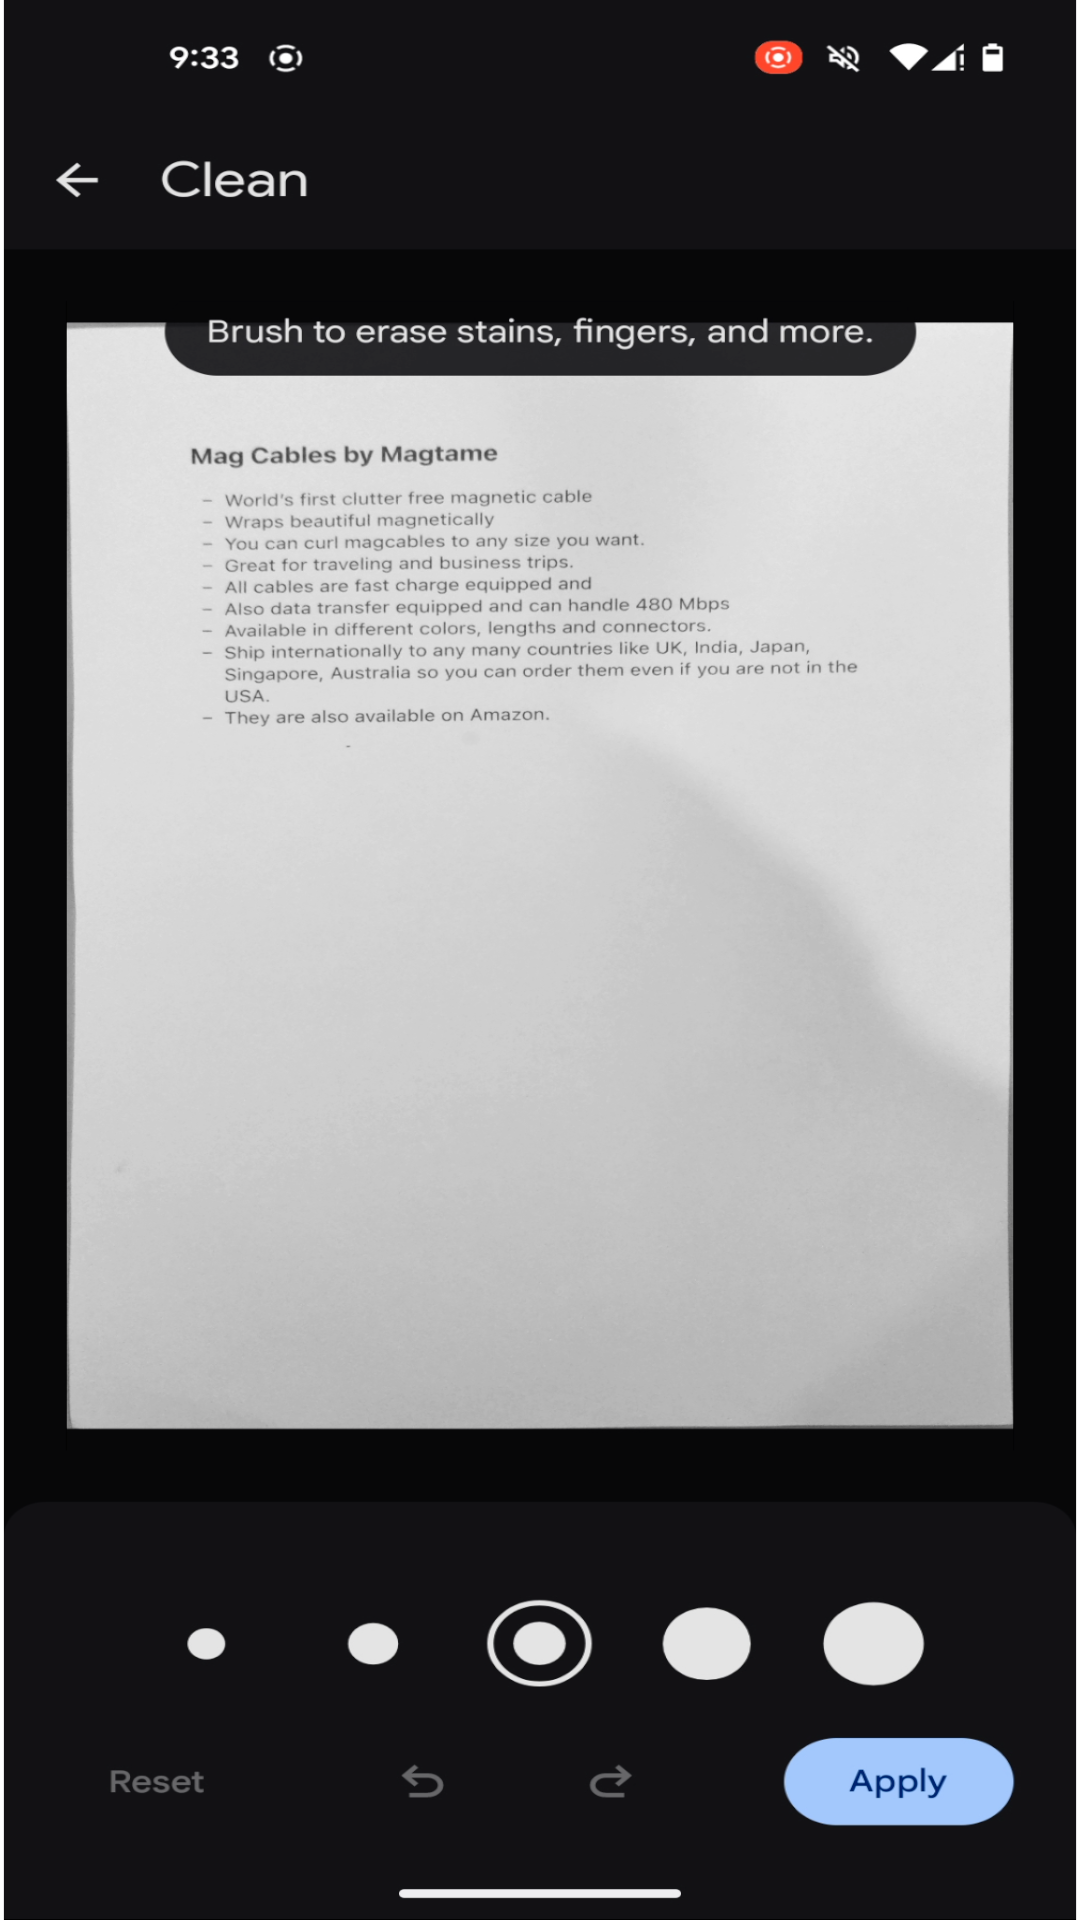 9:33
Clean
Brush to erase stains, fingers, and more.
Mag Cables by Magtame
– World's first clutter free magnetic cable
– Wraps beautiful magnetically
– You can curl magcables to any size you want.
– Great for traveling and business trips.
– All cables are fast charge equipped and
– Also data transfer equipped and can handle 480 Mbps
– Available in different colors, lengths and connectors.
– Ship internationally to any many countries like UK, India, Japan,
Singapore, Australia so you can order them even if you are not in the
USA.
– They are also available on Amazon.
-
Reset
Apply